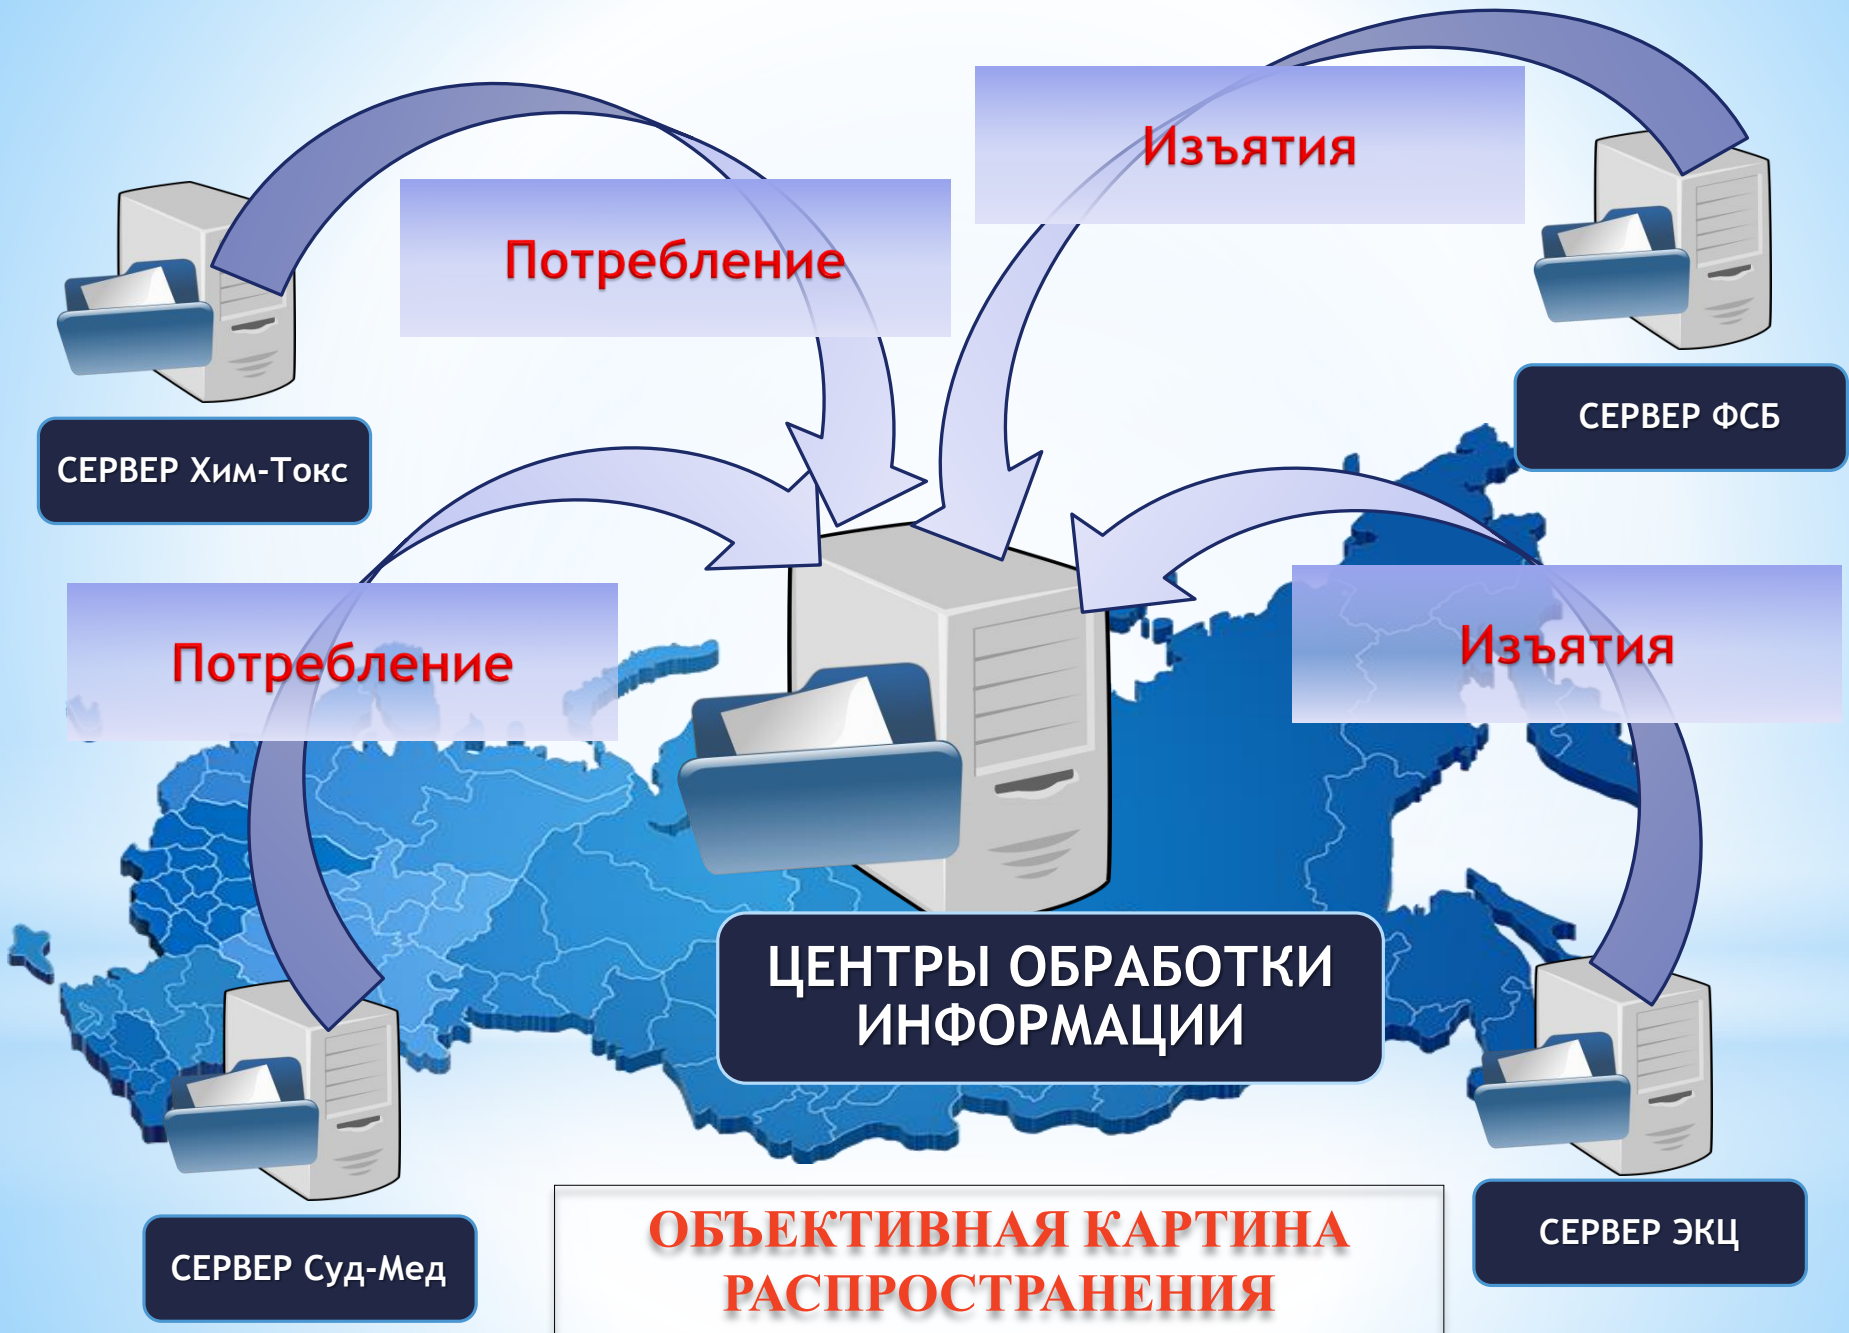 Изъятия
Потребление
СЕРВЕР ФСБ
СЕРВЕР Хим-Токс
Потребление
Изъятия
ЦЕНТРЫ ОБРАБОТКИ
ИНФОРМАЦИИ
СЕРВЕР Суд-Мед
СЕРВЕР ЭКЦ
ОБЪЕКТИВНАЯ КАРТИНА
РАСПРОСТРАНЕНИЯ